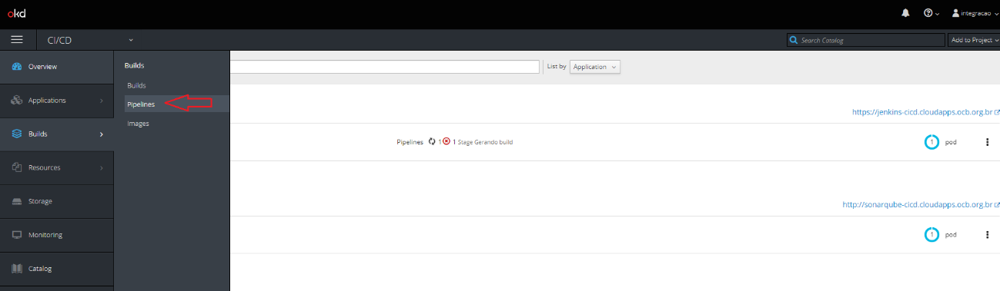 okd
integracao
CI/CD
Search Catalog
Add to Project
Overview
Applications
Builds
Resources
Storage
Monitoring
Catalog
Builds
Builds
Pipelines
Images
List by
Application
https://jenkins-cicd.cloudapps.ocb.org.br
Pipelines 1 1 Stage Gerando build
1 pod
http://sonarqube-cicd.cloudapps.ocb.org.br
1 pod